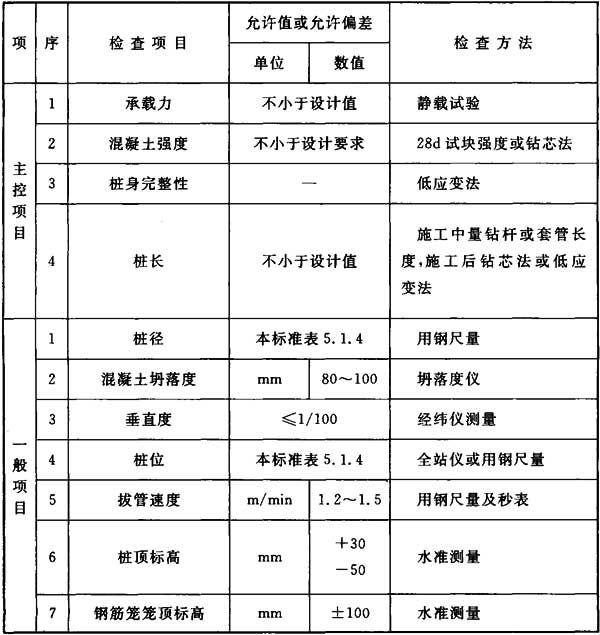 项 序 检查项目 允许值或允许偏差 检查方法
单位 数值
主控项目
1 承载力 不小于设计值 静载试验
2 混凝土强度 不小于设计要求 28d 试块强度或钻芯法
3 桩身完整性 — 低应变法
4 桩长 不小于设计值 施工中量钻杆或套管长
度,施工后钻芯法或低应
变法
一般项目
1 桩径 本标准表 5.1.4 用钢尺量
2 混凝土坍落度 mm 80～100 坍落度仪
3 垂直度 ≤1/100 经纬仪测量
4 桩位 本标准表 5.1.4 全站仪或用钢尺量
5 拔管速度 m/min 1.2～1.5 用钢尺量及秒表
6 桩顶标高 mm +30
−50 水准测量
7 钢筋笼笼顶标高 mm ±100 水准测量